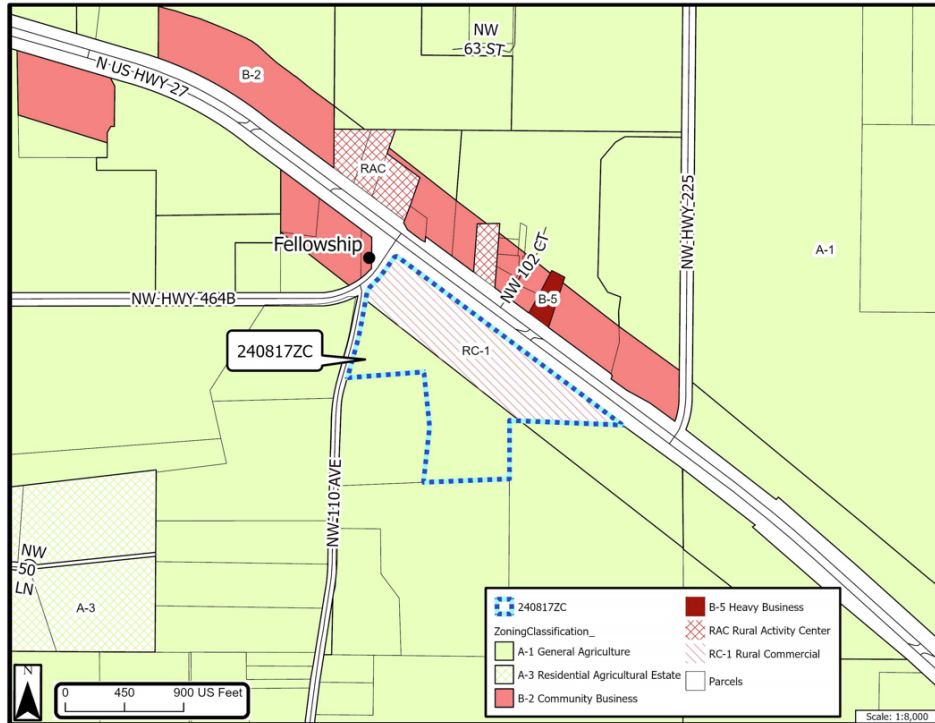 NW
63 ST
B-2
N US HWY 27
RAC
NW HWY 225
A-1
Fellowship
NW 102 CT
B-5
NW HWY 464B
240817ZC
RC-1
NW 110 AVE
NW
50
LN
A-3
240817ZC
ZoningClassification_
A-1 General Agriculture
A-3 Residential Agricultural Estate
B-2 Community Business
B-5 Heavy Business
RAC Rural Activity Center
RC-1 Rural Commercial
Parcels
N
0 450 900 US Feet
Scale: 1:8,000